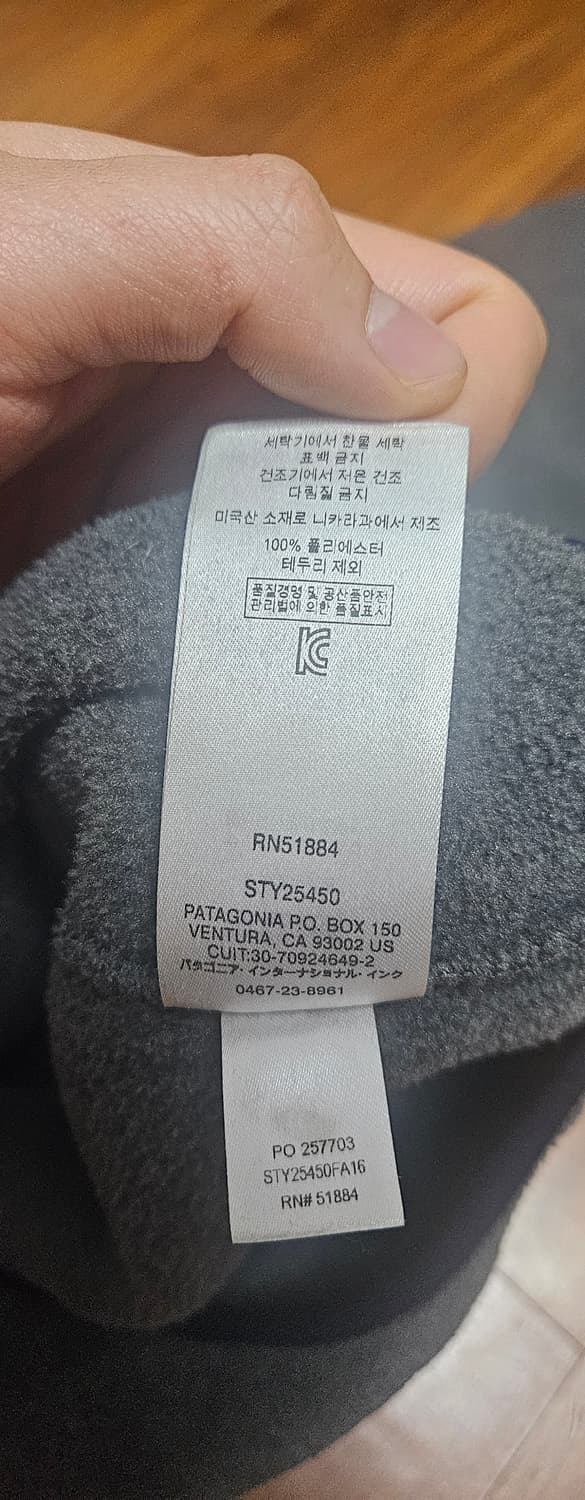 세탁기에서 찬물 세탁
표백 금지
건조기에서 저온 건조
다림질 금지
미국산 소재로 니카라과에서 제조
100% 폴리에스터
테두리 제외
품질경영 및 공산품안전
관리법에 의한 품질표시
KC
RN51884
STY25450
PATAGONIA P.O. BOX 150
VENTURA, CA 93002 US
CUIT:30-70924649-2
パタゴニア・インターナショナル・インク
0467-23-8961
PO 257703
STY25450FA16
RN# 51884